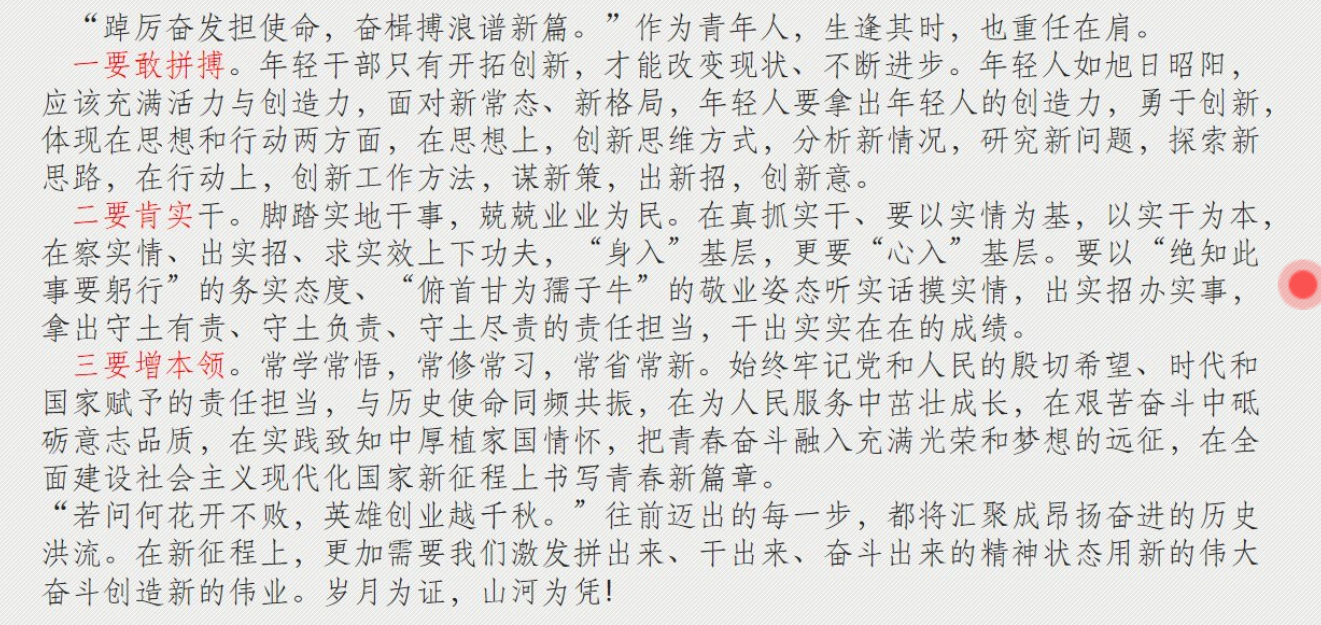 “踔厉奋发担使命，奋楫搏浪谱新篇。”作为青年人，生逢其时，也重任在肩。
一要敢拼搏。年轻干部只有开拓创新，才能改变现状、不断进步。年轻人如旭日昭阳，
应该充满活力与创造力，面对新常态、新格局，年轻人要拿出年轻人的创造力，勇于创新，
体现在思想和行动两方面，在思想上，创新思维方式，分析新情况，研究新问题，探索新
思路，在行动上，创新工作方法，谋新策，出新招，创新意。
二要肯实干。脚踏实地干事，兢兢业业为民。在真抓实干、要以实情为基，以实干为本，
在察实情、出实招、求实效上下功夫，“身入”基层，更要“心入”基层。要以“绝知此
事要躬行”的务实态度、“俯首甘为孺子牛”的敬业姿态听实话摸实情，出实招办实事，
拿出守土有责、守土负责、守土尽责的责任担当，干出实实在在的成绩。
三要增本领。常学常悟，常修常习，常省常新。始终牢记党和人民的殷切希望、时代和
国家赋予的责任担当，与历史使命同频共振，在为人民服务中茁壮成长，在艰苦奋斗中砥
砺意志品质，在实践致知中厚植家国情怀，把青春奋斗融入充满光荣和梦想的远征，在全
面建设社会主义现代化国家新征程上书写青春新篇章。
“若问何花开不败，英雄创业越千秋。”往前迈出的每一步，都将汇聚成昂扬奋进的历史
洪流。在新征程上，更加需要我们激发拼出来、干出来、奋斗出来的精神状态用新的伟大
奋斗创造新的伟业。岁月为证，山河为凭!